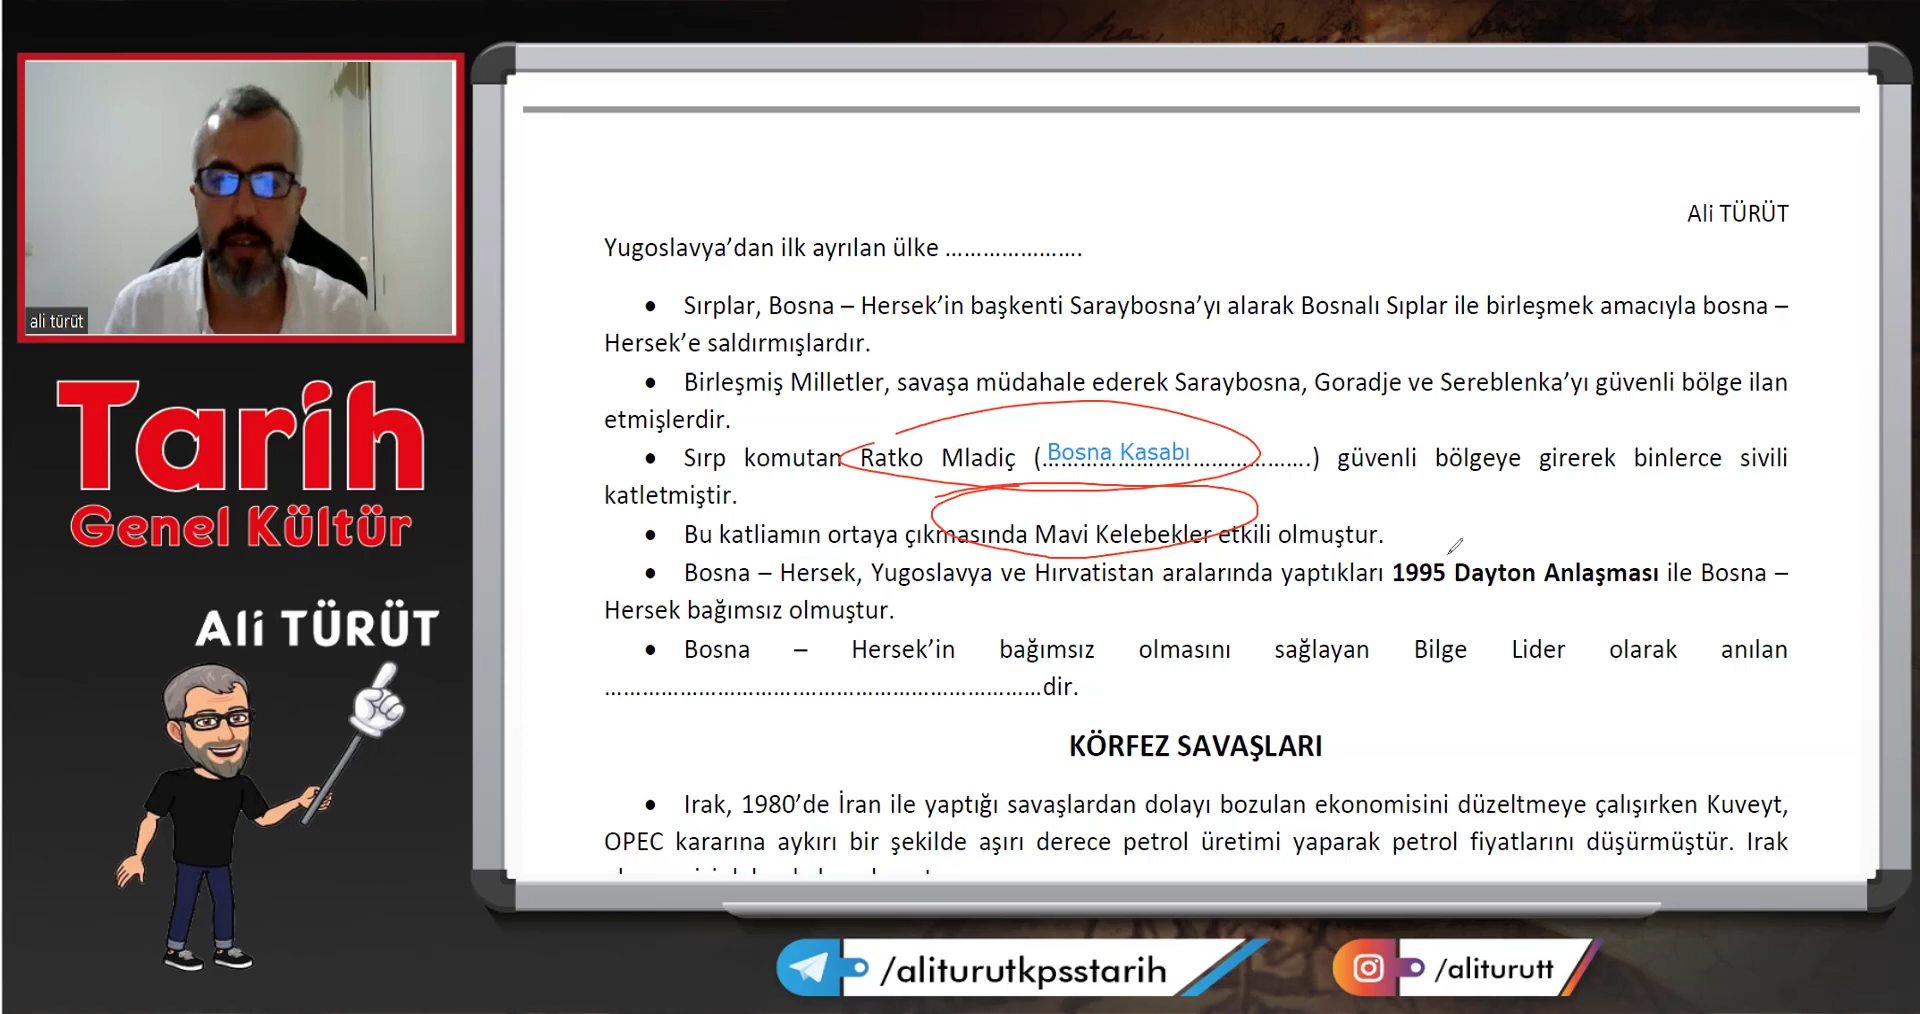 ali türüt
Tarih
Genel Kültür
Ali TÜRÜT
Ali TÜRÜT
Yugoslavya’dan ilk ayrılan ülke ………………….
• Sırplar, Bosna – Hersek’in başkenti Saraybosna’yı alarak Bosnalı Sıplar ile birleşmek amacıyla bosna –
Hersek’e saldırmışlardır.
• Birleşmiş Milletler, savaşa müdahale ederek Saraybosna, Goradje ve Sereblenka’yı güvenli bölge ilan
etmişlerdir.
• Sırp komutan Ratko Mladiç (Bosna Kasabı…………………………………….) güvenli bölgeye girerek binlerce sivili
katletmiştir.
• Bu katliamın ortaya çıkmasında Mavi Kelebekler etkili olmuştur.
• Bosna – Hersek, Yugoslavya ve Hırvatistan aralarında yaptıkları 1995 Dayton Anlaşması ile Bosna –
Hersek bağımsız olmuştur.
• Bosna – Hersek’in bağımsız olmasını sağlayan Bilge Lider olarak anılan
……………………………………………………………dir.
KÖRFEZ SAVAŞLARI
• Irak, 1980’de İran ile yaptığı savaşlardan dolayı bozulan ekonomisini düzeltmeye çalışırken Kuveyt,
OPEC kararına aykırı bir şekilde aşırı derece petrol üretimi yaparak petrol fiyatlarını düşürmüştür. Irak
/aliturutkpsstarih
/aliturutt